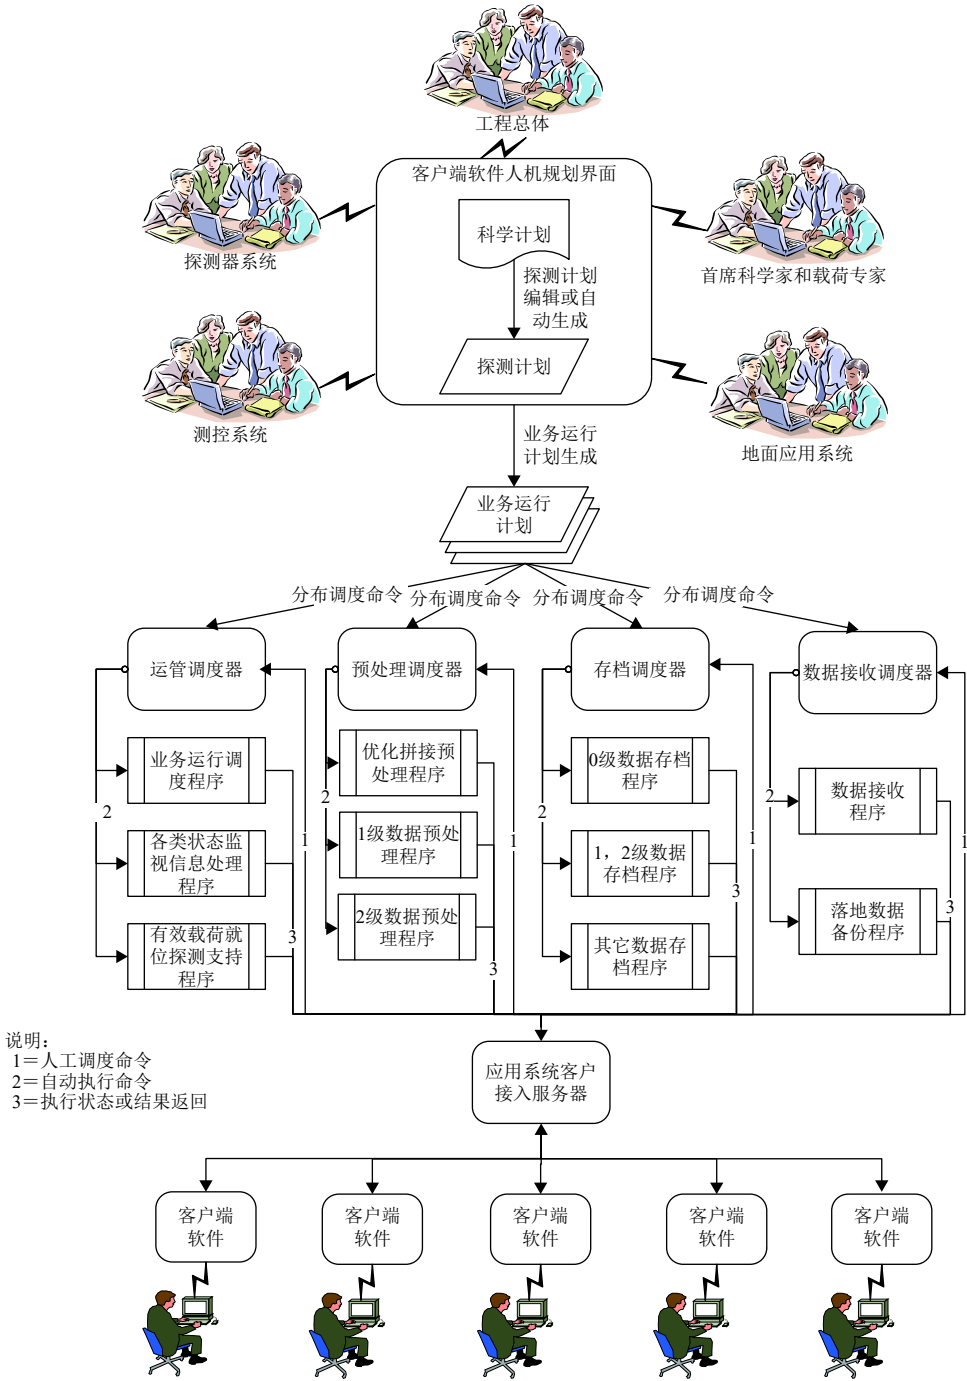 工程总体
客户端软件人机规划界面
科学计划
探测器系统
首席科学家和载荷专家
探测计划
编辑或自
动生成
探测计划
测控系统
地面应用系统
业务运行
计划生成
业务运行
计划
分布调度命令
分布调度命令
分布调度命令
分布调度命令
运管调度器
预处理调度器
存档调度器
数据接收调度器
业务运行调
度程序
优化拼接预
处理程序
0级数据存档
程序
数据接收
程序
2
2
2
2
1
1
1
1
各类状态监
视信息处理
程序
1级数据预处
理程序
1，2级数据
存档程序
3
3
有效载荷就
位探测支持
程序
2级数据预处
理程序
其它数据存
档程序
落地数据
备份程序
3
3
说明：
1＝人工调度命令
2＝自动执行命令
3＝执行状态或结果返回
应用系统客户
接入服务器
客户端
软件
客户端
软件
客户端
软件
客户端
软件
客户端
软件